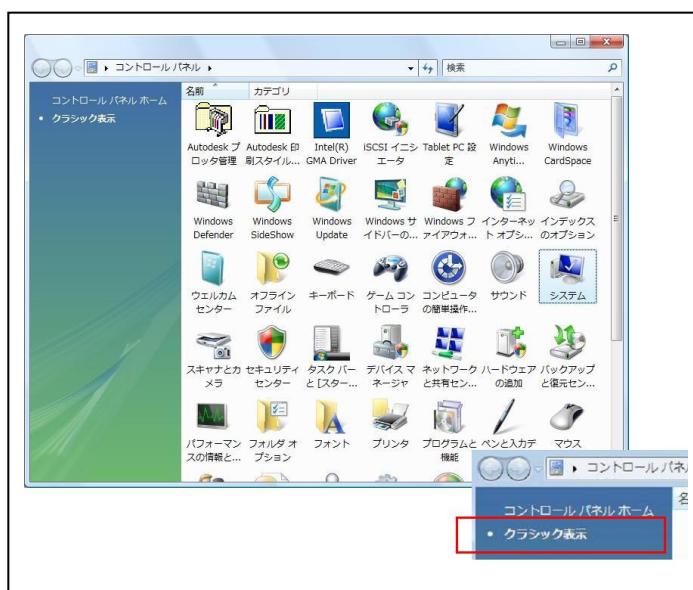 コントロール パネル
検索
コントロール パネル ホーム
クラシック表示
名前 カテゴリ
Autodesk プ Autodesk 印 Intel(R) iSCSI イニシ Tablet PC 設 Windows Windows
ロッタ管理 刷スタイル... GMA Driver エータ 定 Anyti... CardSpace
Windows Windows Windows Windows サ Windows フ インターネッ インデックス
Defender SideShow Update イドバーの... ァイアウォ... ト オプシ... のオプション
ウエルカム オフライン キーボード ゲーム コン コンピュータ サウンド システム
センター ファイル トローラ の簡単操作...
スキャナとカ セキュリティ タスク バー デバイス マ ネットワーク ハードウェア バックアップ
メラ センター と [スター... ネージャ と共有セン... の追加 と復元セン...
パフォーマン フォルダ オ フォント プリンタ プログラムと ペンと入力デ マウス
スの情報と... プション 機能
コントロール パネ
コントロール パネル ホーム
クラシック表示